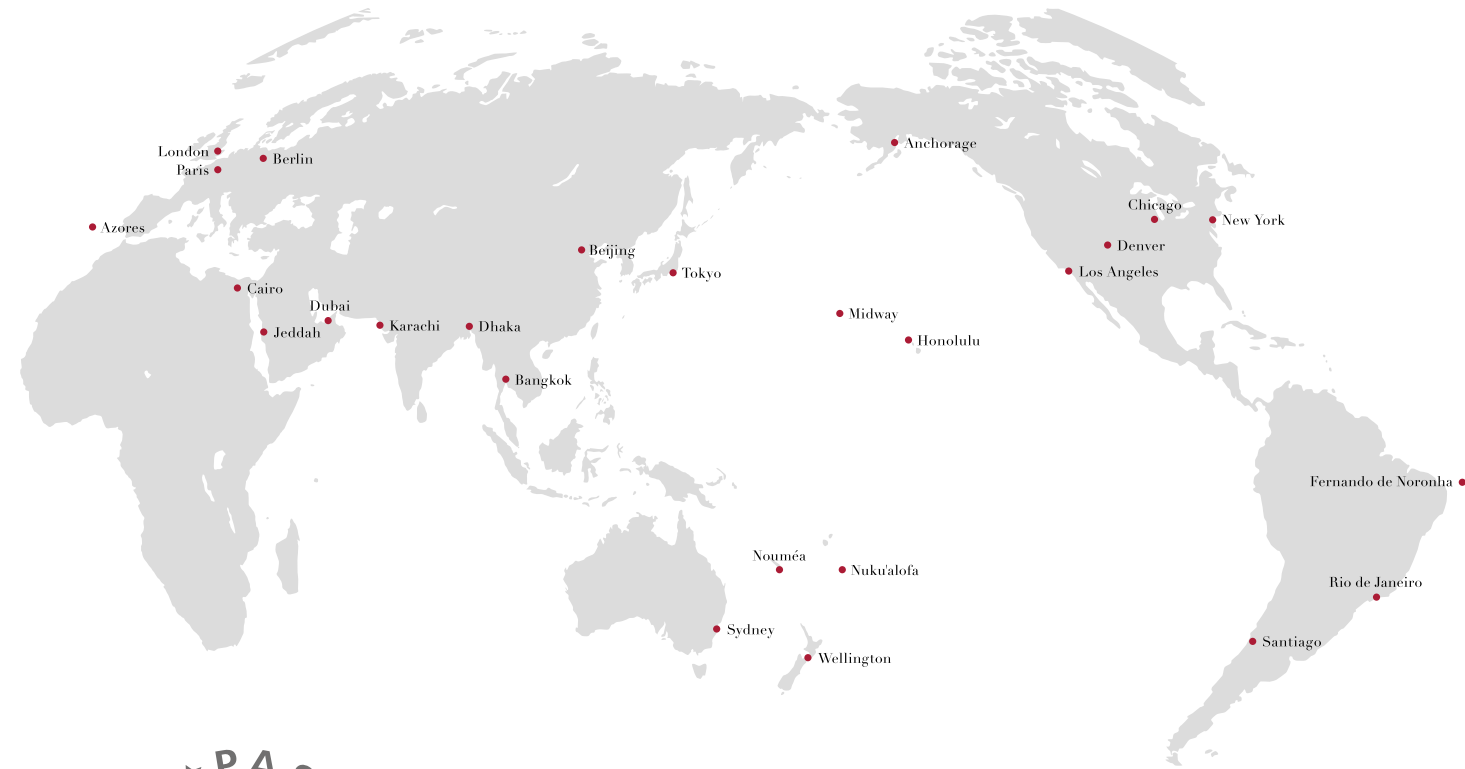 Anchorage
London
Berlin
Paris
Chicago
New York
Azores
Denver
Beijing
Tokyo
Los Angeles
Cairo
Dubai
Midway
Karachi
Dhaka
Jeddah
Honolulu
Bangkok
Fernando de Noronha
Nouméa
Nuku'alofa
Rio de Janeiro
Sydney
Santiago
Wellington
PA